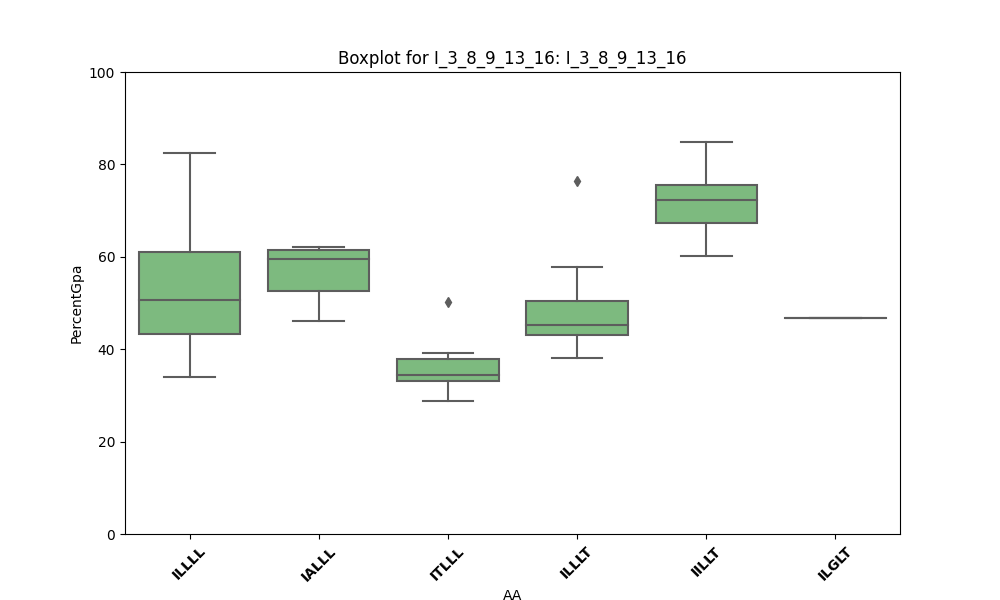 Boxplot for I_3_8_9_13_16: I_3_8_9_13_16
100
80
60
40
20
0
PercentGpa
ILLLL
IALLL
ITLLL
ILLLT
IILLT
ILGLT
AA